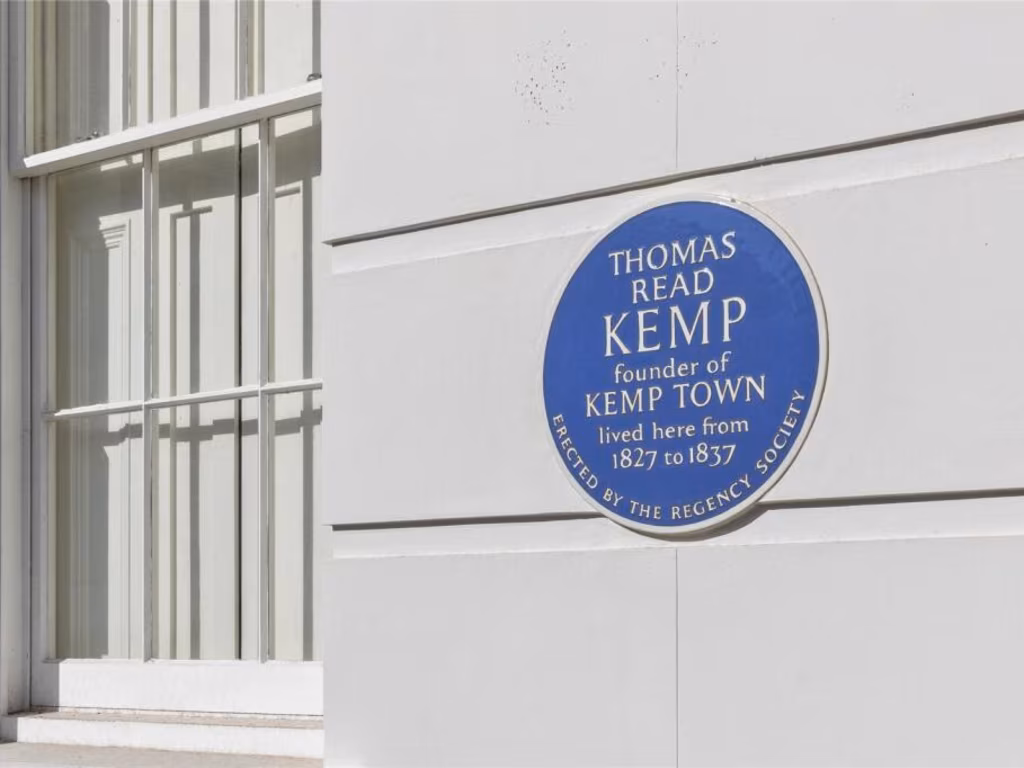 THOMAS
READ
KEMP
founder of
KEMP TOWN
lived here from
1827 to 1837
ERECTED BY THE REGENCY SOCIETY